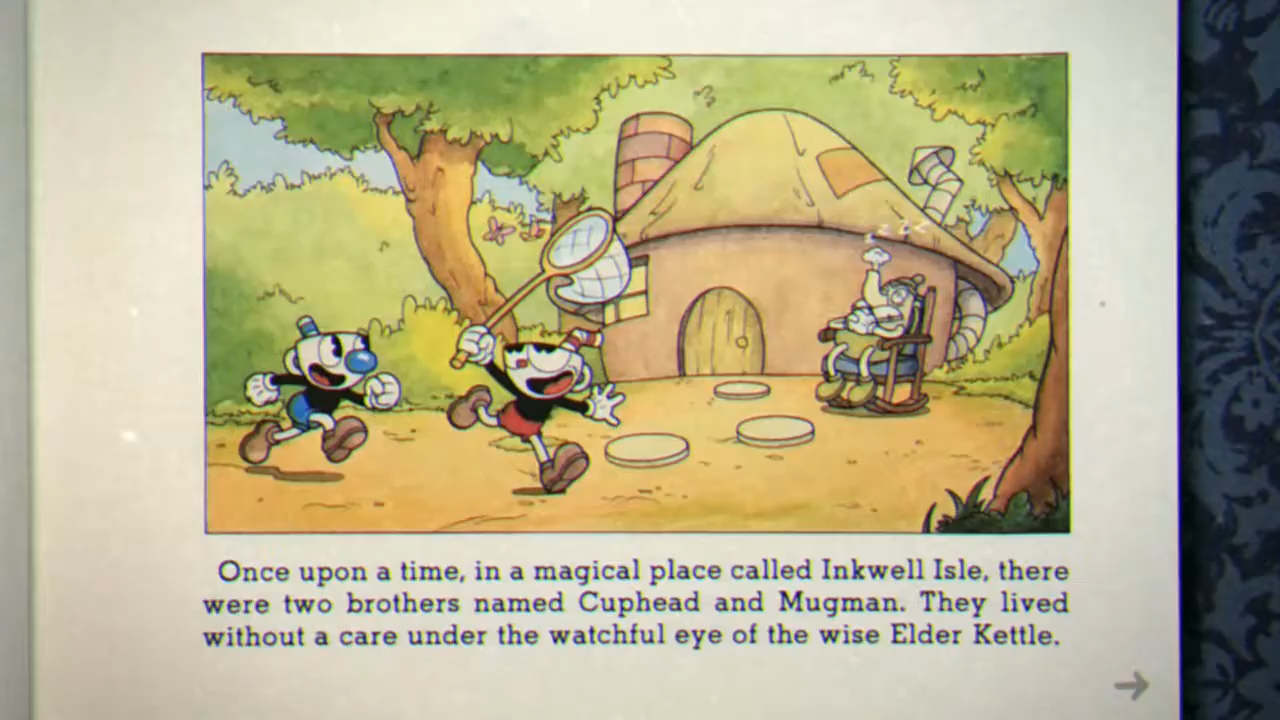 z z z z
Once upon a time, in a magical place called Inkwell Isle, there
were two brothers named Cuphead and Mugman. They lived
without a care under the watchful eye of the wise Elder Kettle.